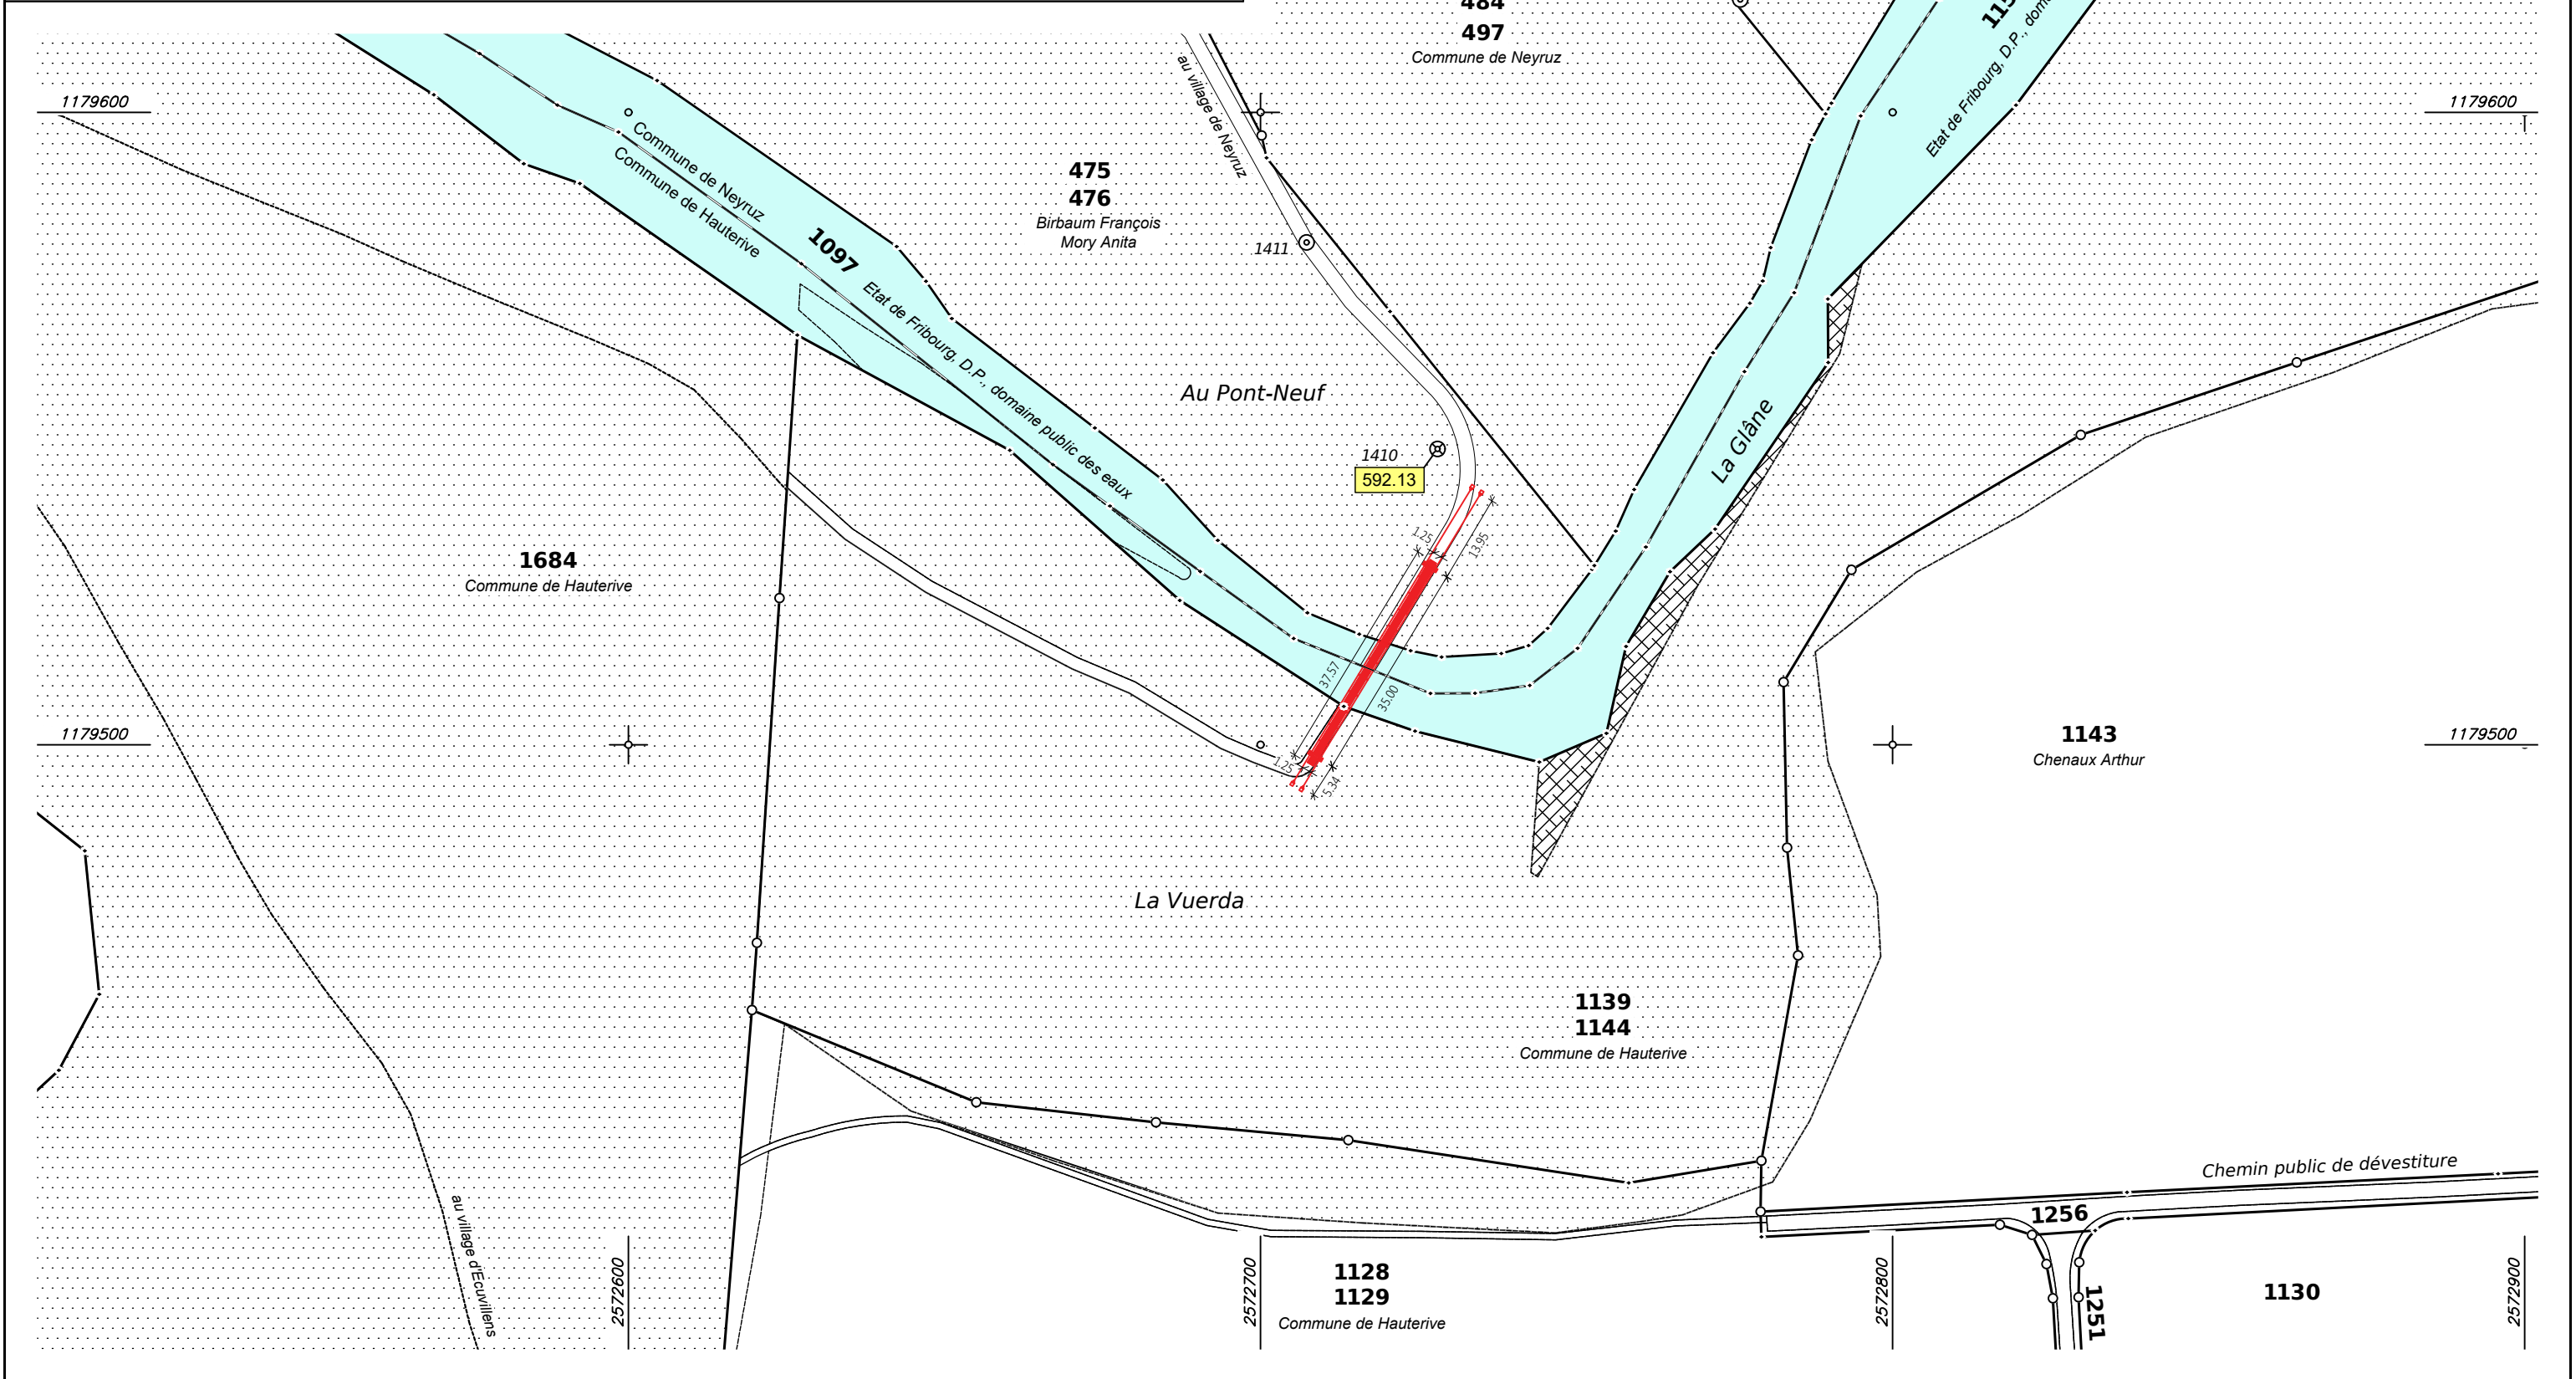 484
497
Commune de Neyruz
Etat de Fribourg, D.P.,
au village de Neyruz
1179600
1179600
Commune de Neyruz
Commune de Hauterive
475
476
Birbaum François
Mory Anita
1411
1097
Etat de Fribourg, D.P., domaine public des eaux
Au Pont-Neuf
La Glâne
1410
592.13
1.25
13.95
1684
Commune de Hauterive
37.57
35.00
1179500
1179500
1143
Chenaux Arthur
1.25
5.34
La Vuerda
1139
1144
Commune de Hauterive
Chemin public de dévestiture
1256
au village d'Ecuvillens
2572600
2572700
2572800
2572900
1128
1129
Commune de Hauterive
1251
1130